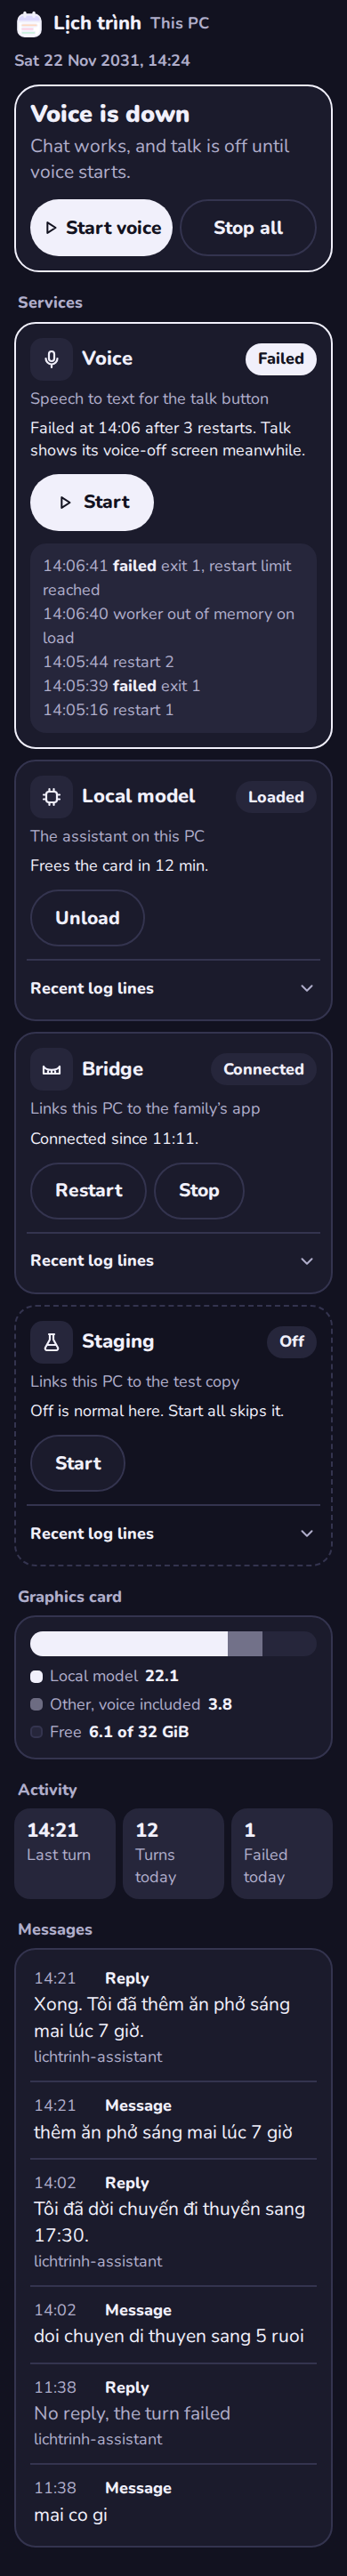 Lịch trình This PC
Sat 22 Nov 2031, 14:24
Voice is down
Chat works, and talk is off until
voice starts.
Start voice
Stop all
Services
Voice
Failed
Speech to text for the talk button
Failed at 14:06 after 3 restarts. Talk
shows its voice-off screen meanwhile.
Start
14:06:41 failed exit 1, restart limit
reached
14:06:40 worker out of memory on
load
14:05:44 restart 2
14:05:39 failed exit 1
14:05:16 restart 1
Local model
Loaded
The assistant on this PC
Frees the card in 12 min.
Unload
Recent log lines
Bridge
Connected
Links this PC to the family's app
Connected since 11:11.
Restart
Stop
Recent log lines
Staging
Off
Links this PC to the test copy
Off is normal here. Start all skips it.
Start
Recent log lines
Graphics card
Local model 22.1
Other, voice included 3.8
Free 6.1 of 32 GiB
Activity
14:21
Last turn
12
Turns
today
1
Failed
today
Messages
14:21 Reply
Xong. Tôi đã thêm ăn phở sáng
mai lúc 7 giờ.
lichtrinh-assistant
14:21 Message
thêm ăn phở sáng mai lúc 7 giờ
14:02 Reply
Tôi đã dời chuyến đi thuyền sang
17:30.
lichtrinh-assistant
14:02 Message
doi chuyen di thuyen sang 5 ruoi
11:38 Reply
No reply, the turn failed
lichtrinh-assistant
11:38 Message
mai co gi